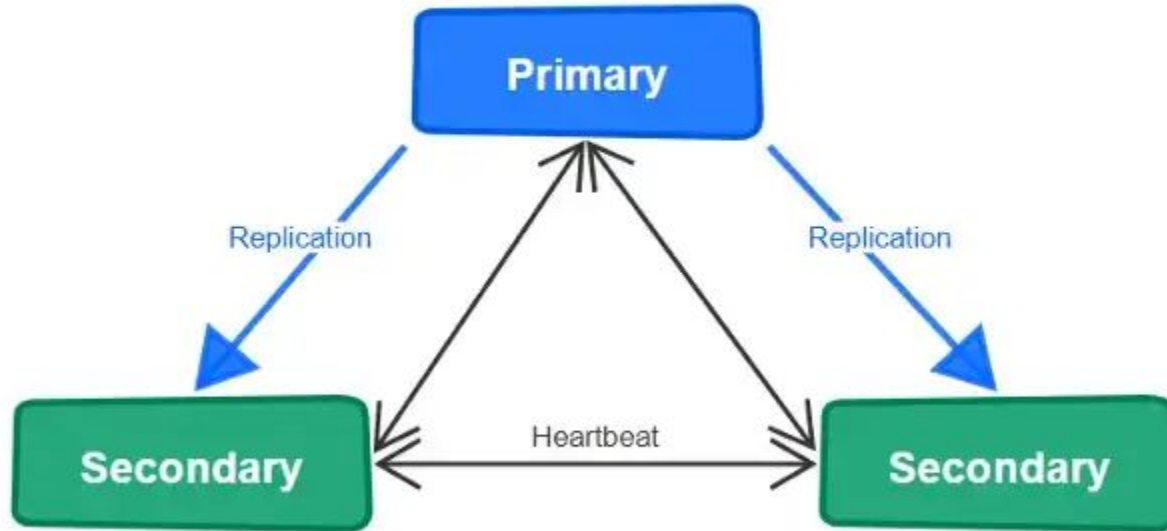 Primary
Replication
Replication
Heartbeat
Secondary
Secondary